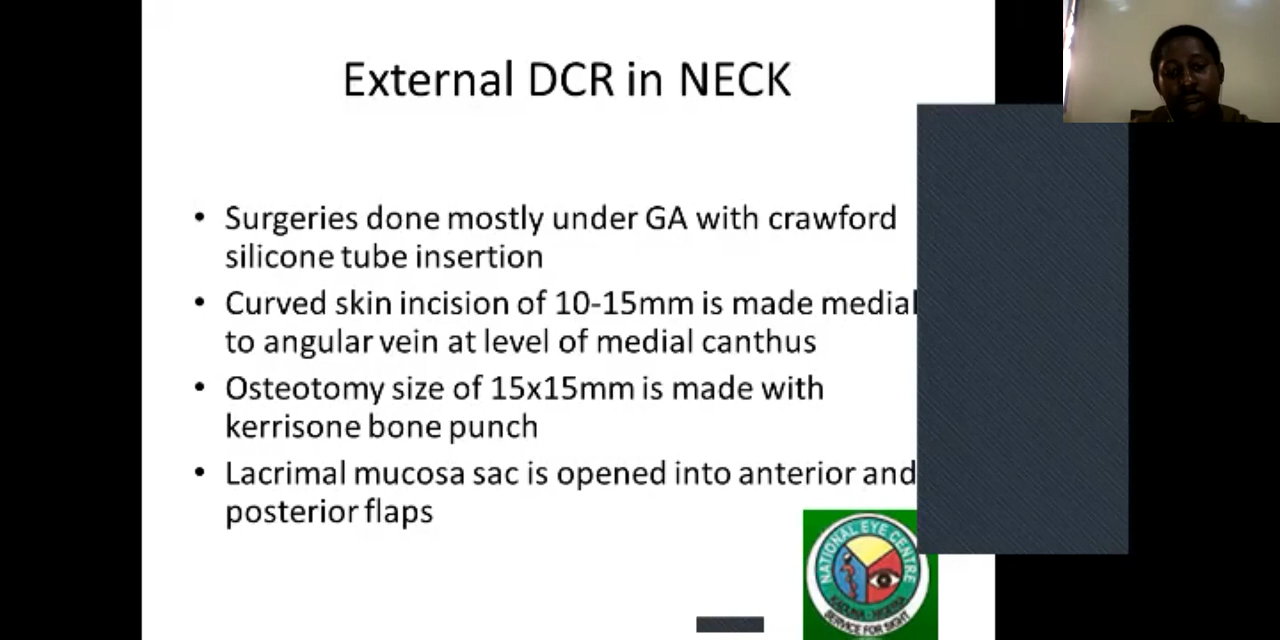 External DCR in NECK
• Surgeries done mostly under GA with crawford
silicone tube insertion
• Curved skin incision of 10-15mm is made medial
to angular vein at level of medial canthus
• Osteotomy size of 15x15mm is made with
kerrisone bone punch
• Lacrimal mucosa sac is opened into anterior and
posterior flaps
NATIONAL EYE CENTRE
KADUNA - NIGERIA
SERVICE FOR SIGHT